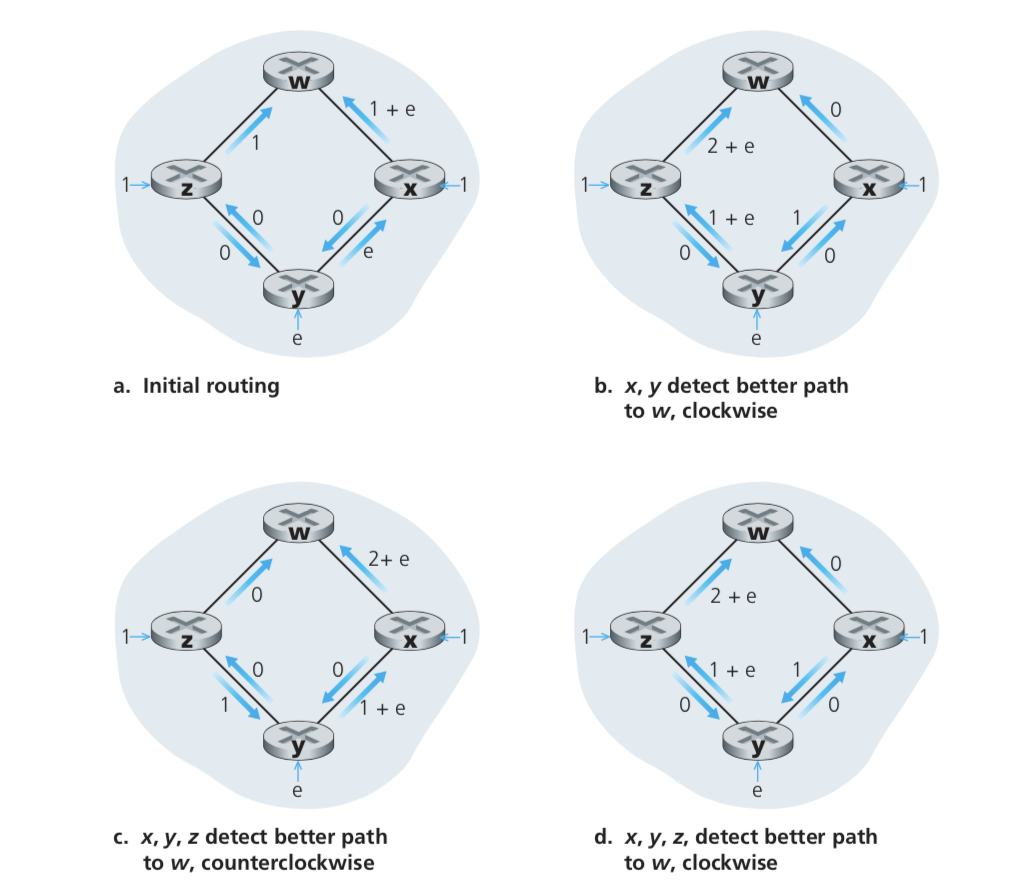 w
1 + e
1
1
z
x
1
0
0
0
e
y
e
a. Initial routing
w
0
2 + e
1
z
x
1
1 + e
1
0
0
y
e
b. x, y detect better path
to w, clockwise
w
2+ e
0
1
z
x
1
0
0
1
1 + e
y
e
c. x, y, z detect better path
to w, counterclockwise
w
0
2 + e
1
z
x
1
1 + e
1
0
0
y
e
d. x, y, z, detect better path
to w, clockwise